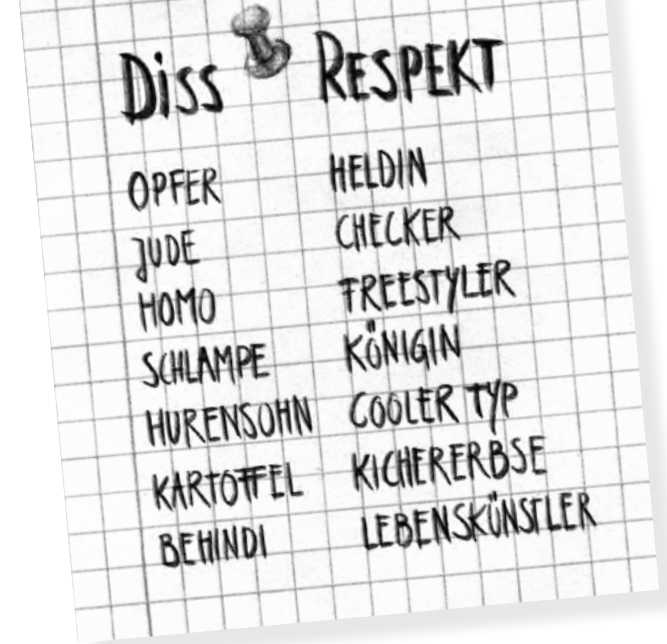 Diss RESPEKT
OPFER HELDIN
JUDE CHECKER
HOMO FREESTYLER
SCHLAMPE KÖNIGIN
HURENSOHN COOLER TYP
KARTOFFEL KICHERERBSE
BEHINDI LEBENSKÜNSTLER